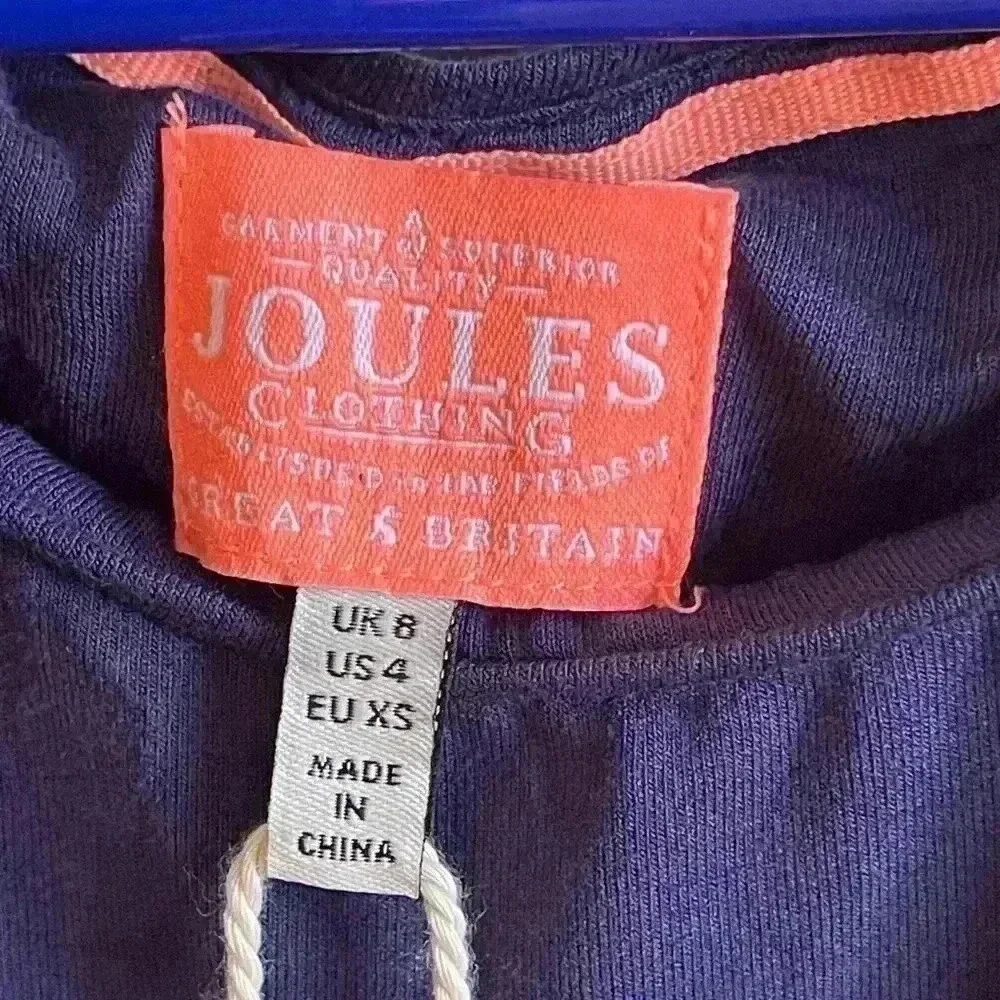 GARMENT SUPERIOR
QUALITY
JOULES
CLOTHING
ESTABLISHED in THE FIELDS OF
GREAT BRITAIN
UK 8
US 4
EU XS
MADE
IN
CHINA